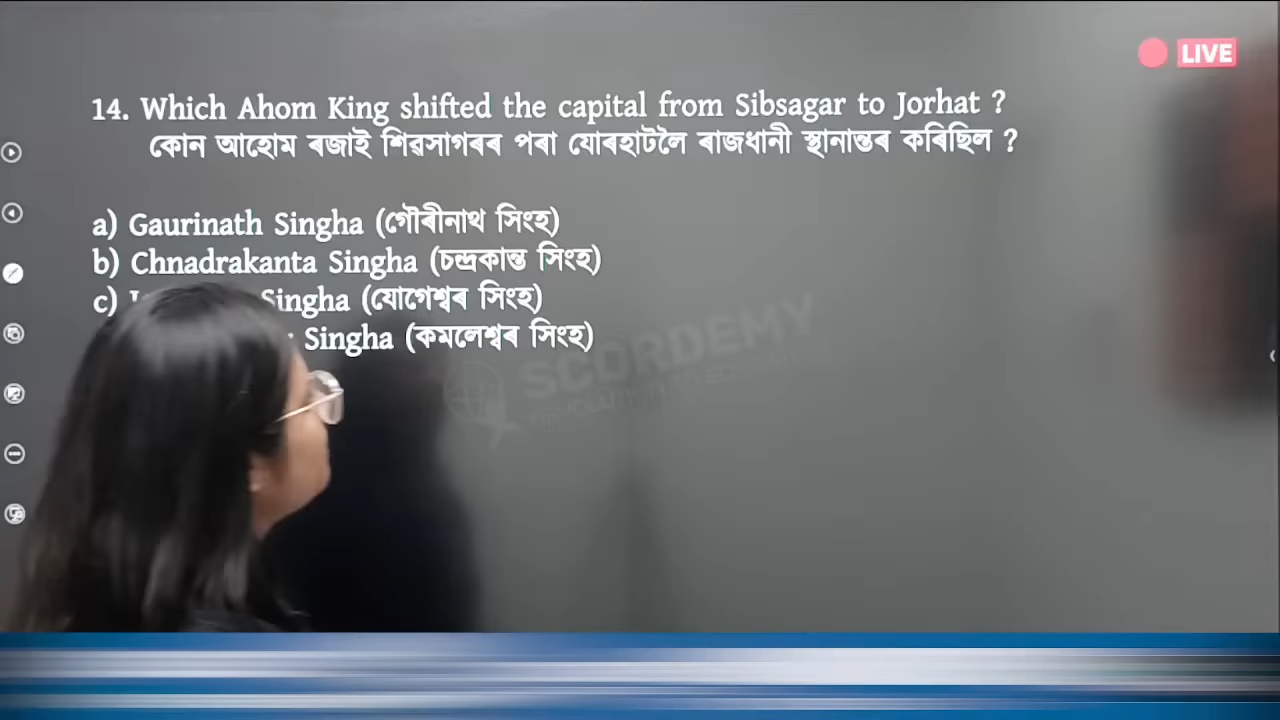 LIVE
14. Which Ahom King shifted the capital from Sibsagar to Jorhat ?
কোন আহোম ৰজাই শিৱসাগৰৰ পৰা যোৰহাটলৈ ৰাজধানী স্থানান্তৰ কৰিছিল ?
a) Gaurinath Singha (গৌৰীনাথ সিংহ)
b) Chnadrakanta Singha (চন্দ্ৰকান্ত সিংহ)
c) Singha (যোগেশ্বৰ সিংহ)
Singha (কমলেশ্বৰ সিংহ)
SCORDEMY